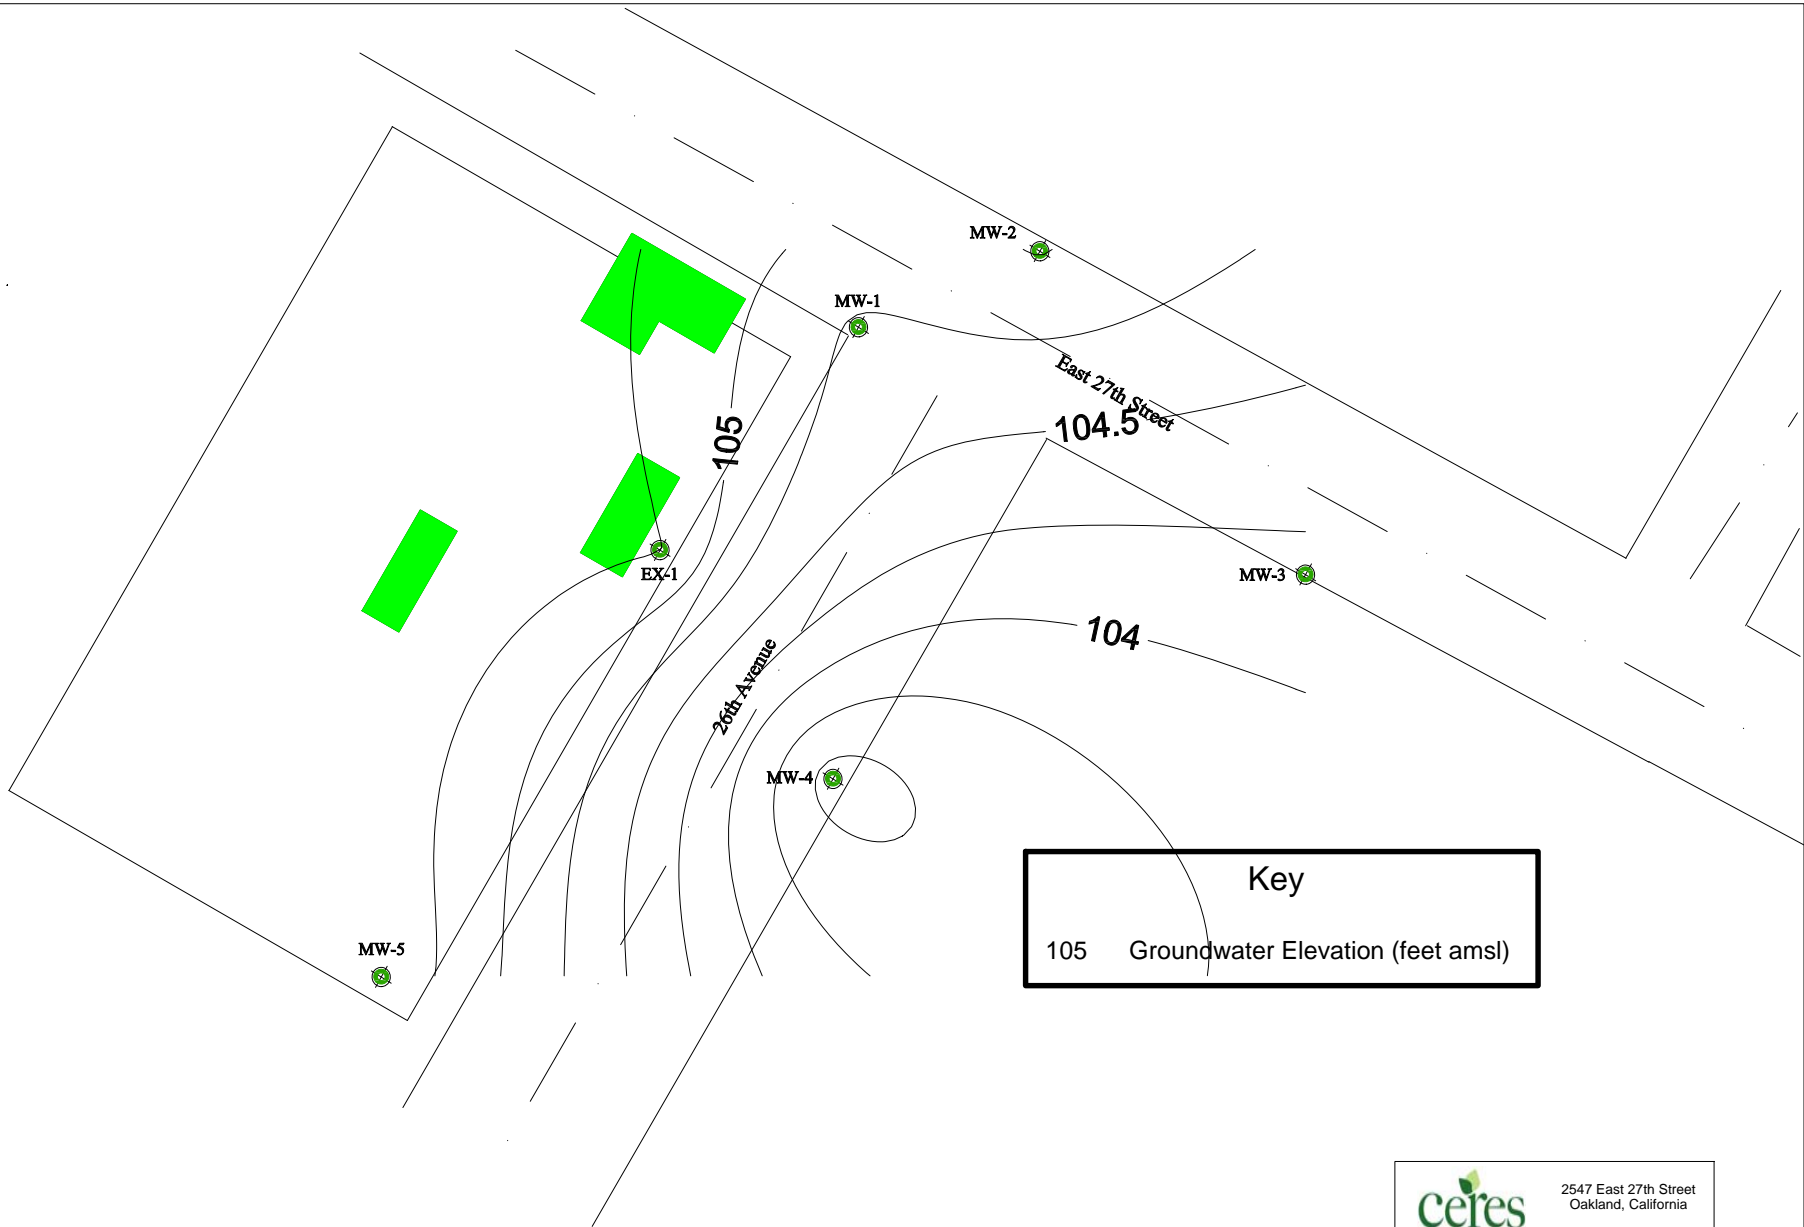 MW-2
MW-1
East 27th Street
104.5
105
EX-1
MW-3
104
26th Avenue
MW-4
Key
105 Groundwater Elevation (feet amsl)
MW-5
ceres
2547 East 27th Street
Oakland, California